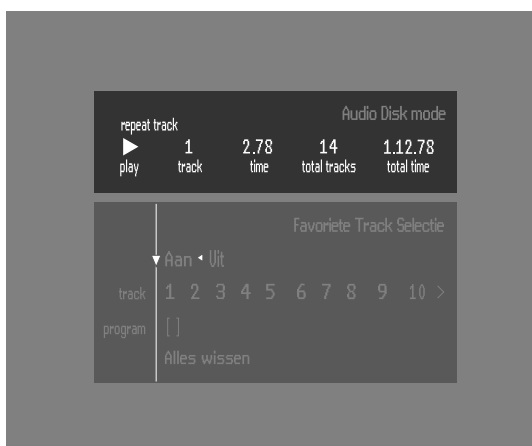 Audio Disk mode
repeat track
1 2.78 14 1.12.78
play track time total tracks total time
Favoriete Track Selectie
Aan Uit
track 1 2 3 4 5 6 7 8 9 10 >
program [ ]
Alles wissen